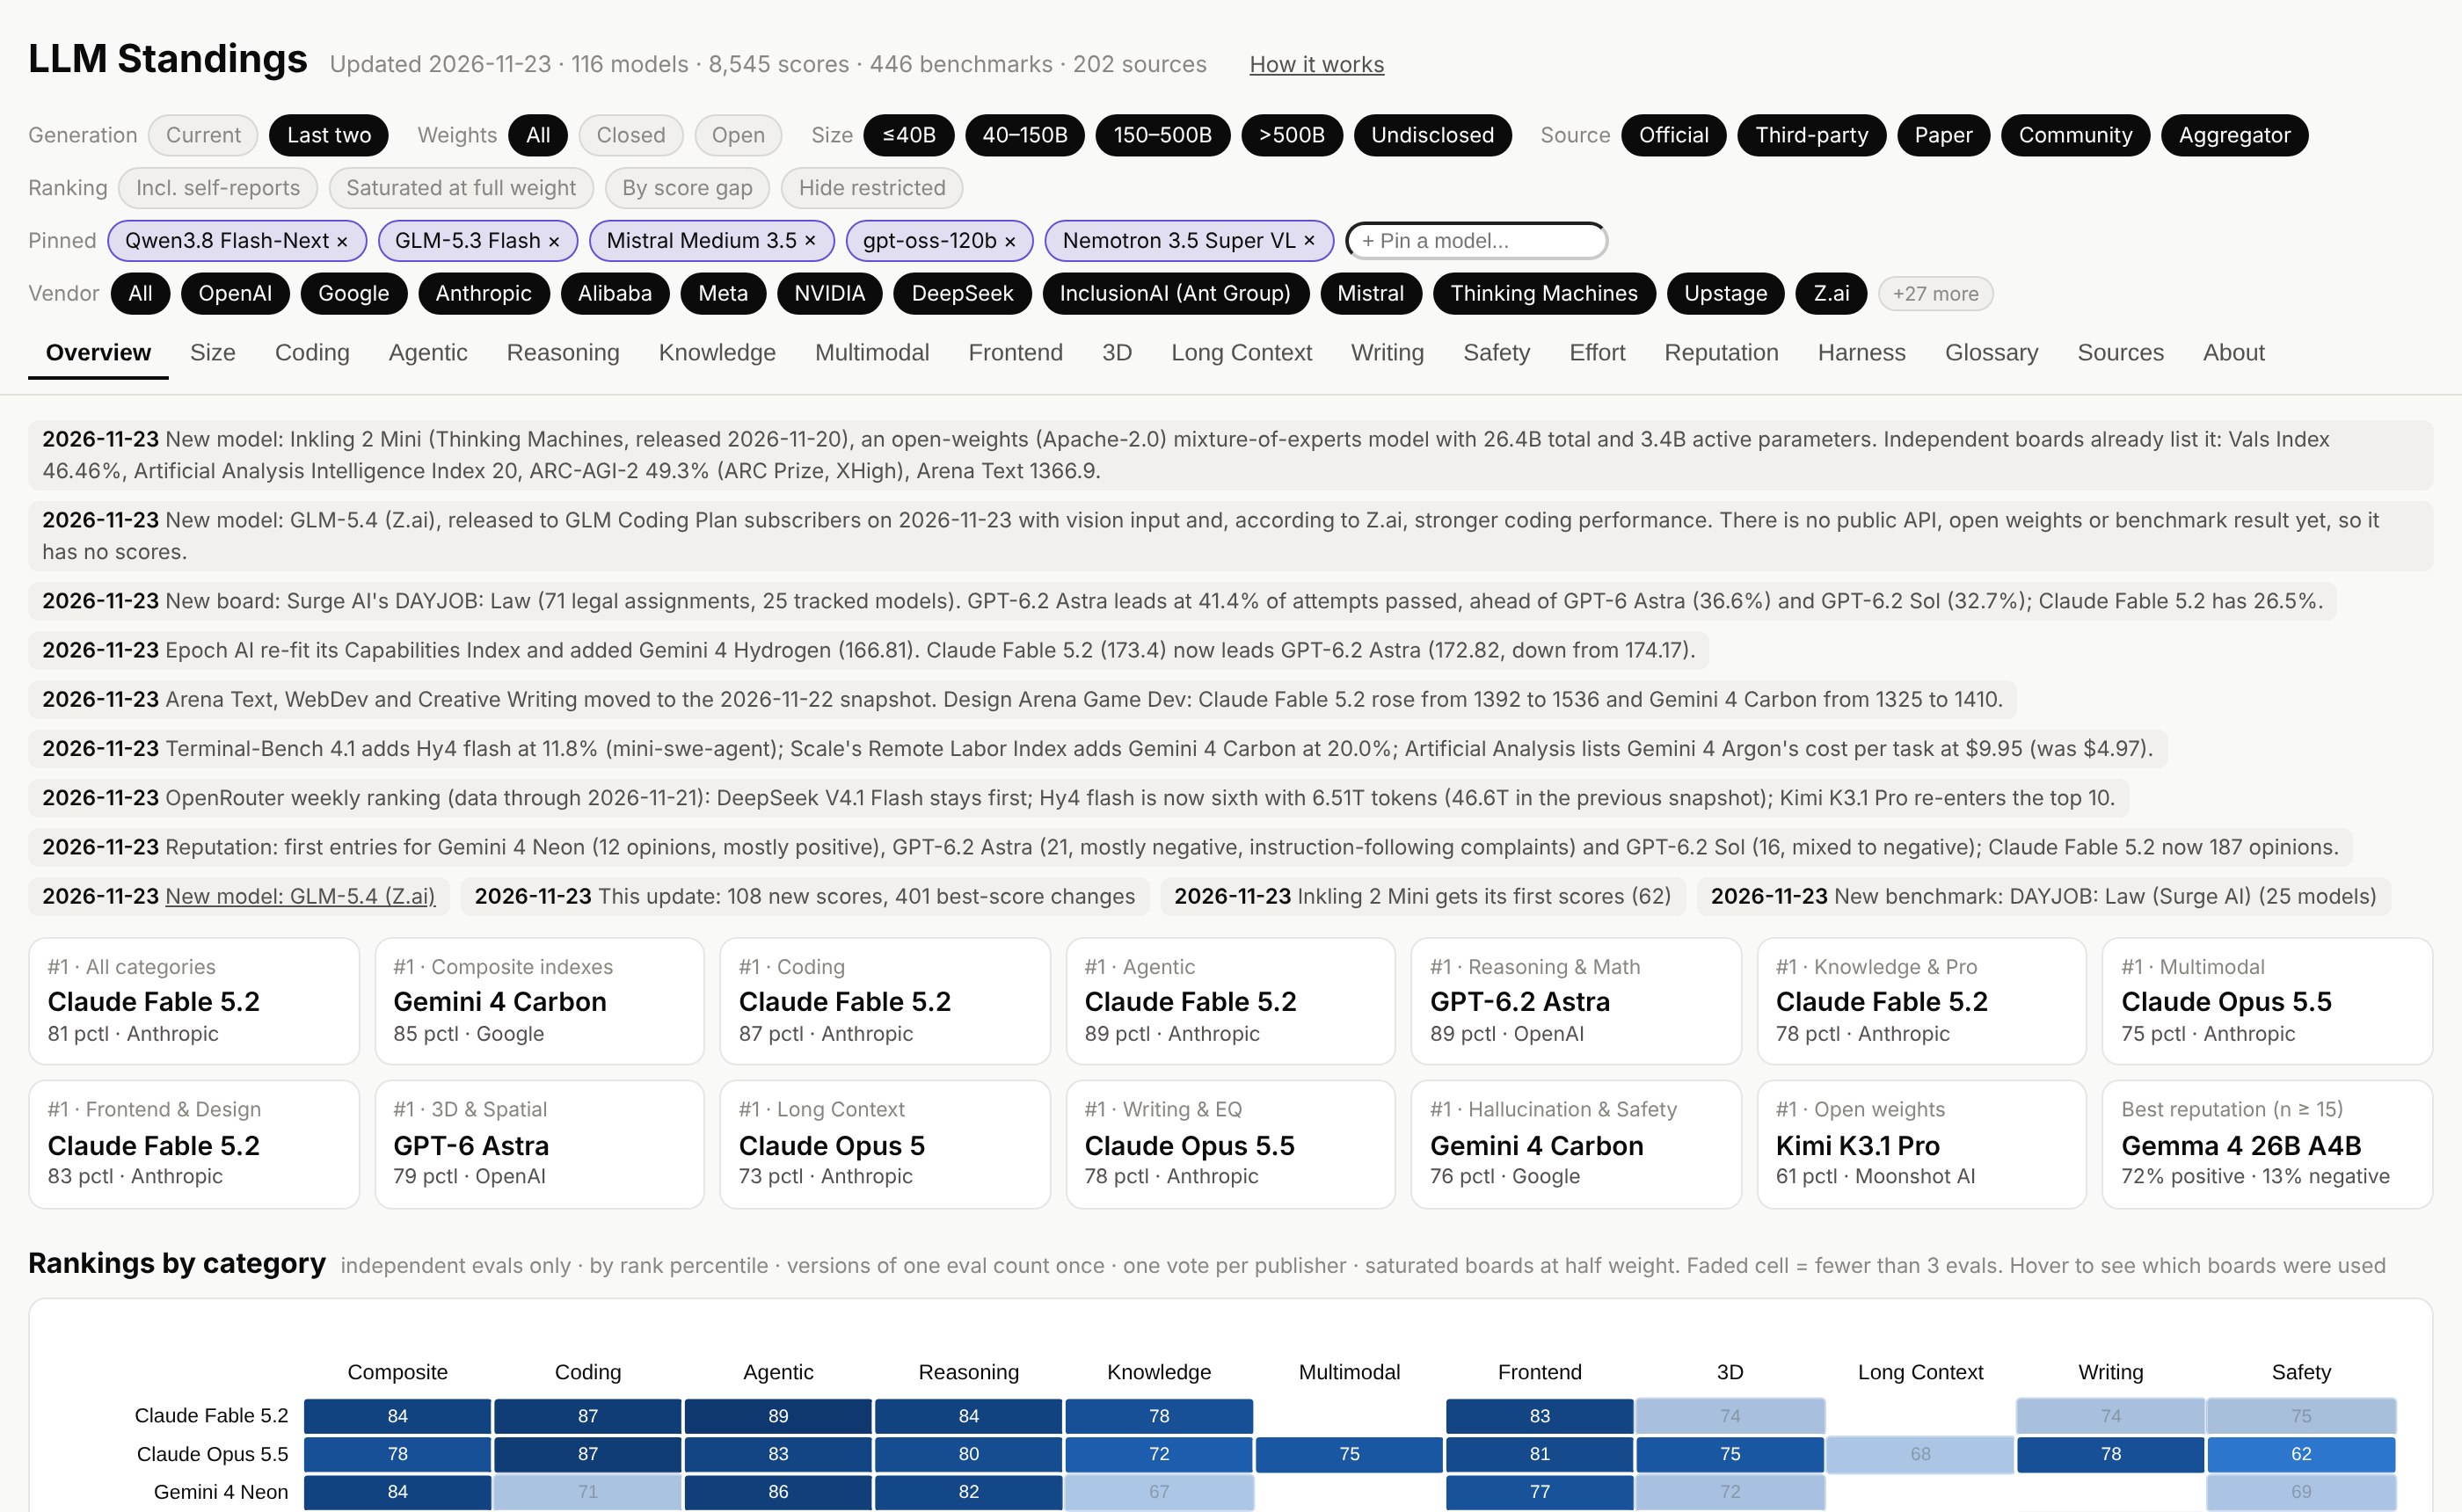 LLM Standings Updated 2026-11-23 · 116 models · 8,545 scores · 446 benchmarks · 202 sources How it works
Generation Current Last two Weights All Closed Open Size ≤40B 40–150B 150–500B >500B Undisclosed Source Official Third-party Paper Community Aggregator
Ranking Incl. self-reports Saturated at full weight By score gap Hide restricted
Pinned Qwen3.8 Flash-Next × GLM-5.3 Flash × Mistral Medium 3.5 × gpt-oss-120b × Nemotron 3.5 Super VL × + Pin a model...
Vendor All OpenAI Google Anthropic Alibaba Meta NVIDIA DeepSeek InclusionAI (Ant Group) Mistral Thinking Machines Upstage Z.ai +27 more
Overview Size Coding Agentic Reasoning Knowledge Multimodal Frontend 3D Long Context Writing Safety Effort Reputation Harness Glossary Sources About
2026-11-23 New model: Inkling 2 Mini (Thinking Machines, released 2026-11-20), an open-weights (Apache-2.0) mixture-of-experts model with 26.4B total and 3.4B active parameters. Independent boards already list it: Vals Index
46.46%, Artificial Analysis Intelligence Index 20, ARC-AGI-2 49.3% (ARC Prize, XHigh), Arena Text 1366.9.
2026-11-23 New model: GLM-5.4 (Z.ai), released to GLM Coding Plan subscribers on 2026-11-23 with vision input and, according to Z.ai, stronger coding performance. There is no public API, open weights or benchmark result yet, so it
has no scores.
2026-11-23 New board: Surge AI's DAYJOB: Law (71 legal assignments, 25 tracked models). GPT-6.2 Astra leads at 41.4% of attempts passed, ahead of GPT-6 Astra (36.6%) and GPT-6.2 Sol (32.7%); Claude Fable 5.2 has 26.5%.
2026-11-23 Epoch AI re-fit its Capabilities Index and added Gemini 4 Hydrogen (166.81). Claude Fable 5.2 (173.4) now leads GPT-6.2 Astra (172.82, down from 174.17).
2026-11-23 Arena Text, WebDev and Creative Writing moved to the 2026-11-22 snapshot. Design Arena Game Dev: Claude Fable 5.2 rose from 1392 to 1536 and Gemini 4 Carbon from 1325 to 1410.
2026-11-23 Terminal-Bench 4.1 adds Hy4 flash at 11.8% (mini-swe-agent); Scale's Remote Labor Index adds Gemini 4 Carbon at 20.0%; Artificial Analysis lists Gemini 4 Argon's cost per task at $9.95 (was $4.97).
2026-11-23 OpenRouter weekly ranking (data through 2026-11-21): DeepSeek V4.1 Flash stays first; Hy4 flash is now sixth with 6.51T tokens (46.6T in the previous snapshot); Kimi K3.1 Pro re-enters the top 10.
2026-11-23 Reputation: first entries for Gemini 4 Neon (12 opinions, mostly positive), GPT-6.2 Astra (21, mostly negative, instruction-following complaints) and GPT-6.2 Sol (16, mixed to negative); Claude Fable 5.2 now 187 opinions.
2026-11-23 New model: GLM-5.4 (Z.ai) 2026-11-23 This update: 108 new scores, 401 best-score changes 2026-11-23 Inkling 2 Mini gets its first scores (62) 2026-11-23 New benchmark: DAYJOB: Law (Surge AI) (25 models)
#1 · All categories #1 · Composite indexes #1 · Coding #1 · Agentic #1 · Reasoning & Math #1 · Knowledge & Pro #1 · Multimodal
Claude Fable 5.2 Gemini 4 Carbon Claude Fable 5.2 Claude Fable 5.2 GPT-6.2 Astra Claude Fable 5.2 Claude Opus 5.5
81 pctl · Anthropic 85 pctl · Google 87 pctl · Anthropic 89 pctl · Anthropic 89 pctl · OpenAI 78 pctl · Anthropic 75 pctl · Anthropic
#1 · Frontend & Design #1 · 3D & Spatial #1 · Long Context #1 · Writing & EQ #1 · Hallucination & Safety #1 · Open weights Best reputation (n ≥ 15)
Claude Fable 5.2 GPT-6 Astra Claude Opus 5 Claude Opus 5.5 Gemini 4 Carbon Kimi K3.1 Pro Gemma 4 26B A4B
83 pctl · Anthropic 79 pctl · OpenAI 73 pctl · Anthropic 78 pctl · Anthropic 76 pctl · Google 61 pctl · Moonshot AI 72% positive · 13% negative
Rankings by category independent evals only · by rank percentile · versions of one eval count once · one vote per publisher · saturated boards at half weight. Faded cell = fewer than 3 evals. Hover to see which boards were used
Composite Coding Agentic Reasoning Knowledge Multimodal Frontend 3D Long Context Writing Safety
Claude Fable 5.2 84 87 89 84 78 83 74 74 75
Claude Opus 5.5 78 87 83 80 72 75 81 75 68 78 62
Gemini 4 Neon 84 71 86 82 67 77 72 69